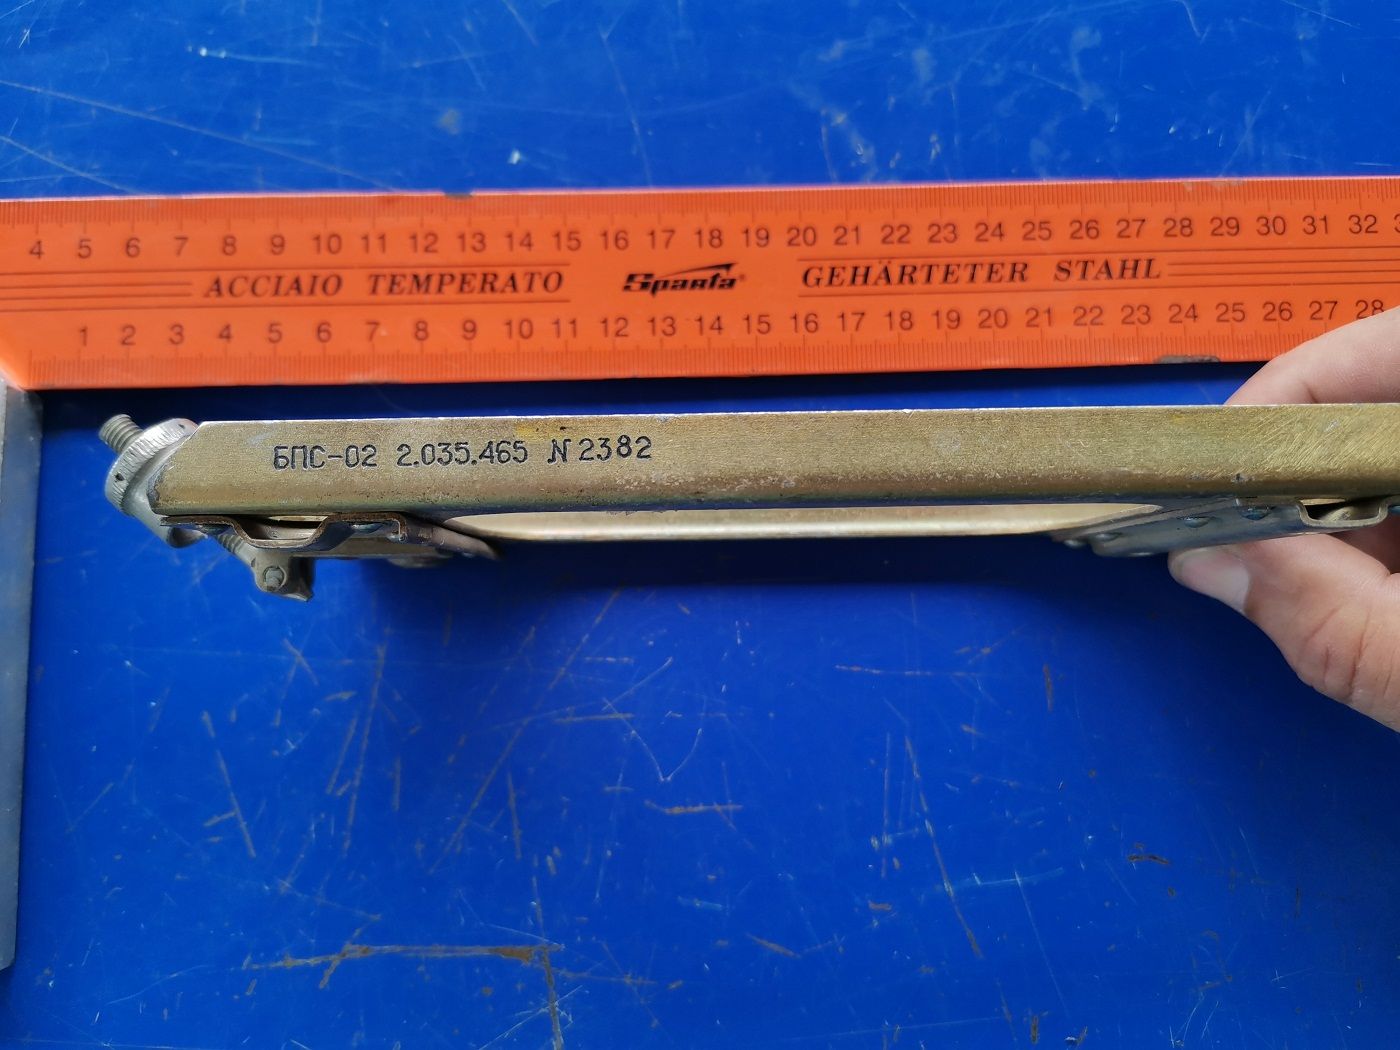 4 5 6 7 8 9 10 11 12 13 14 15 16 17 18 19 20 21 22 23 24 25 26 27 28 29 30 31 32
ACCIAIO TEMPERATO Sparta® GEHÄRTETER STAHL
1 2 3 4 5 6 7 8 9 10 11 12 13 14 15 16 17 18 19 20 21 22 23 24 25 26 27 28
БПС-02 2.035.465 N 2382